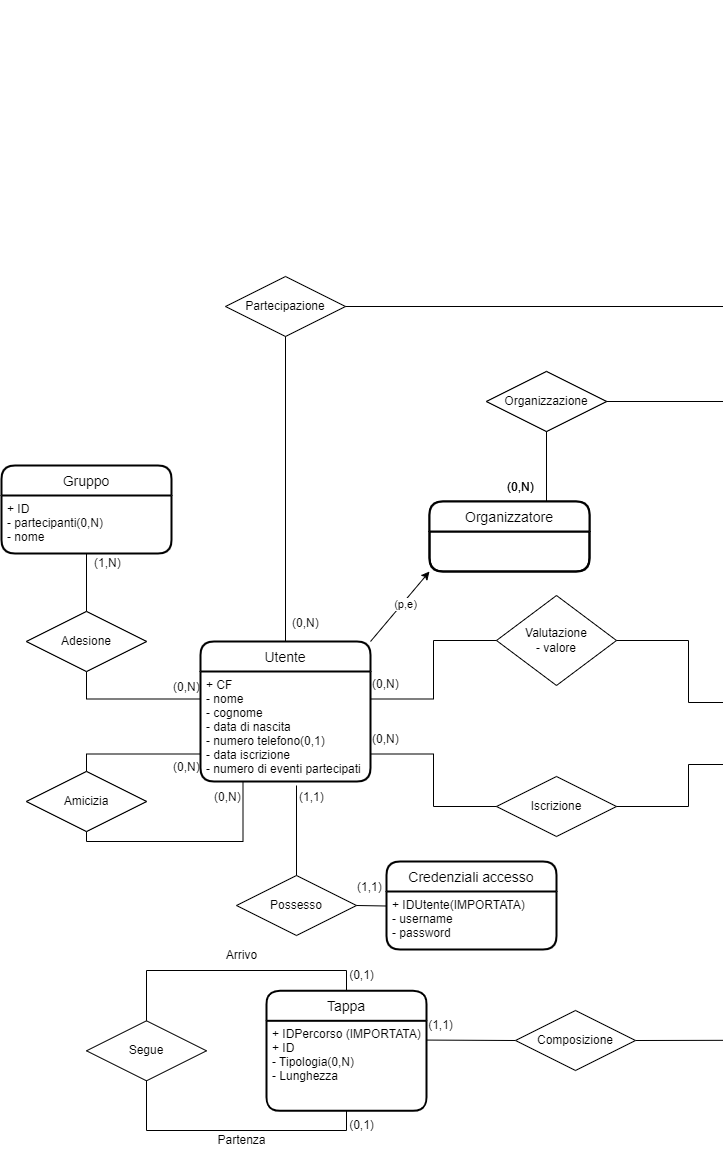 Partecipazione
Organizzazione
(0,N)
Organizzatore
Gruppo
+ ID
- partecipanti(0,N)
- nome
(1,N)
(p,e)
Adesione
(0,N)
(0,N)
Utente
+ CF
- nome
- cognome
- data di nascita
- numero telefono(0,1)
- data iscrizione
- numero di eventi partecipati
(0,N)
Valutazione
- valore
(0,N)
(0,N)
Amicizia
(0,N)
(1,1)
Iscrizione
Possesso
(1,1)
Credenziali accesso
+ IDUtente(IMPORTATA)
- username
- password
Arrivo
(0,1)
Tappa
+ IDPercorso (IMPORTATA)
+ ID
- Tipologia(0,N)
- Lunghezza
(1,1)
Composizione
Segue
(0,1)
Partenza